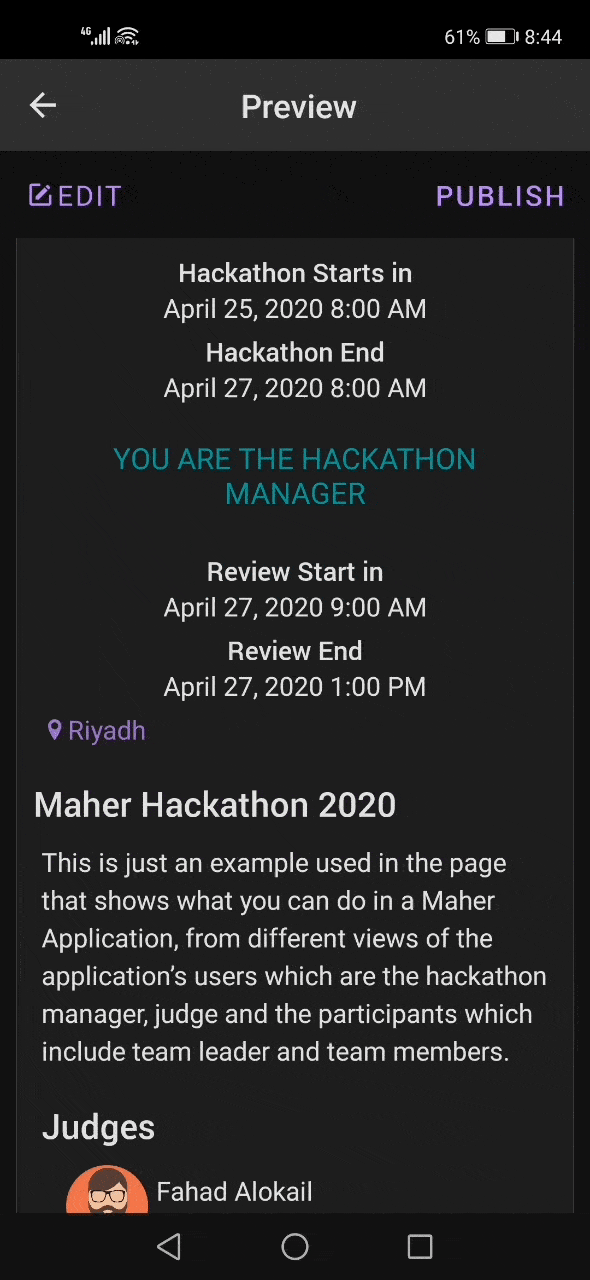 4G
61% 8:44
Preview
EDIT
PUBLISH
Hackathon Starts in
April 25, 2020 8:00 AM
Hackathon End
April 27, 2020 8:00 AM
YOU ARE THE HACKATHON
MANAGER
Review Start in
April 27, 2020 9:00 AM
Review End
April 27, 2020 1:00 PM
Riyadh
Maher Hackathon 2020
This is just an example used in the page
that shows what you can do in a Maher
Application, from different views of the
application's users which are the hackathon
manager, judge and the participants which
include team leader and team members.
Judges
Fahad Alokail